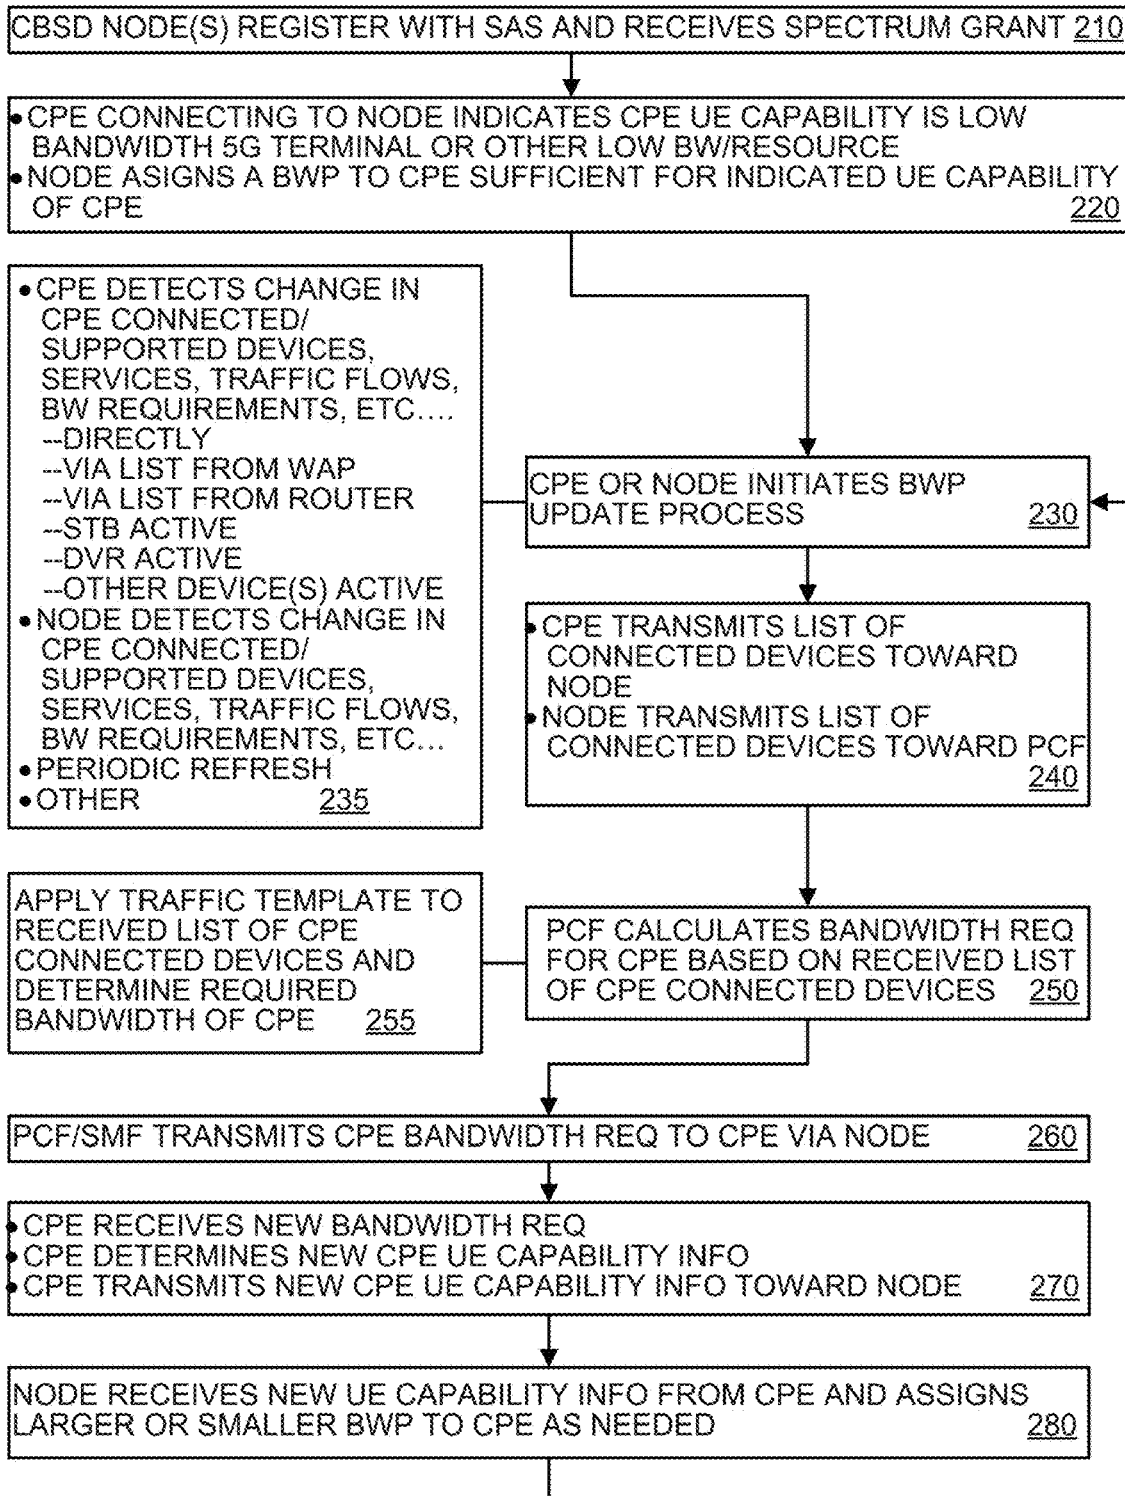 CBSD NODE(S) REGISTER WITH SAS AND RECEIVES SPECTRUM GRANT 210
• CPE CONNECTING TO NODE INDICATES CPE UE CAPABILITY IS LOW
BANDWIDTH 5G TERMINAL OR OTHER LOW BW/RESOURCE
• NODE ASIGNS A BWP TO CPE SUFFICIENT FOR INDICATED UE CAPABILITY
OF CPE 220
• CPE DETECTS CHANGE IN
CPE CONNECTED/
SUPPORTED DEVICES,
SERVICES, TRAFFIC FLOWS,
BW REQUIREMENTS, ETC....
--DIRECTLY
--VIA LIST FROM WAP
--VIA LIST FROM ROUTER
--STB ACTIVE
--DVR ACTIVE
--OTHER DEVICE(S) ACTIVE
• NODE DETECTS CHANGE IN
CPE CONNECTED/
SUPPORTED DEVICES,
SERVICES, TRAFFIC FLOWS,
BW REQUIREMENTS, ETC...
• PERIODIC REFRESH
• OTHER 235
CPE OR NODE INITIATES BWP
UPDATE PROCESS 230
• CPE TRANSMITS LIST OF
CONNECTED DEVICES TOWARD
NODE
• NODE TRANSMITS LIST OF
CONNECTED DEVICES TOWARD PCF
240
APPLY TRAFFIC TEMPLATE TO
RECEIVED LIST OF CPE
CONNECTED DEVICES AND
DETERMINE REQUIRED
BANDWIDTH OF CPE 255
PCF CALCULATES BANDWIDTH REQ
FOR CPE BASED ON RECEIVED LIST
OF CPE CONNECTED DEVICES 250
PCF/SMF TRANSMITS CPE BANDWIDTH REQ TO CPE VIA NODE 260
• CPE RECEIVES NEW BANDWIDTH REQ
• CPE DETERMINES NEW CPE UE CAPABILITY INFO
• CPE TRANSMITS NEW CPE UE CAPABILITY INFO TOWARD NODE 270
NODE RECEIVES NEW UE CAPABILITY INFO FROM CPE AND ASSIGNS
LARGER OR SMALLER BWP TO CPE AS NEEDED 280